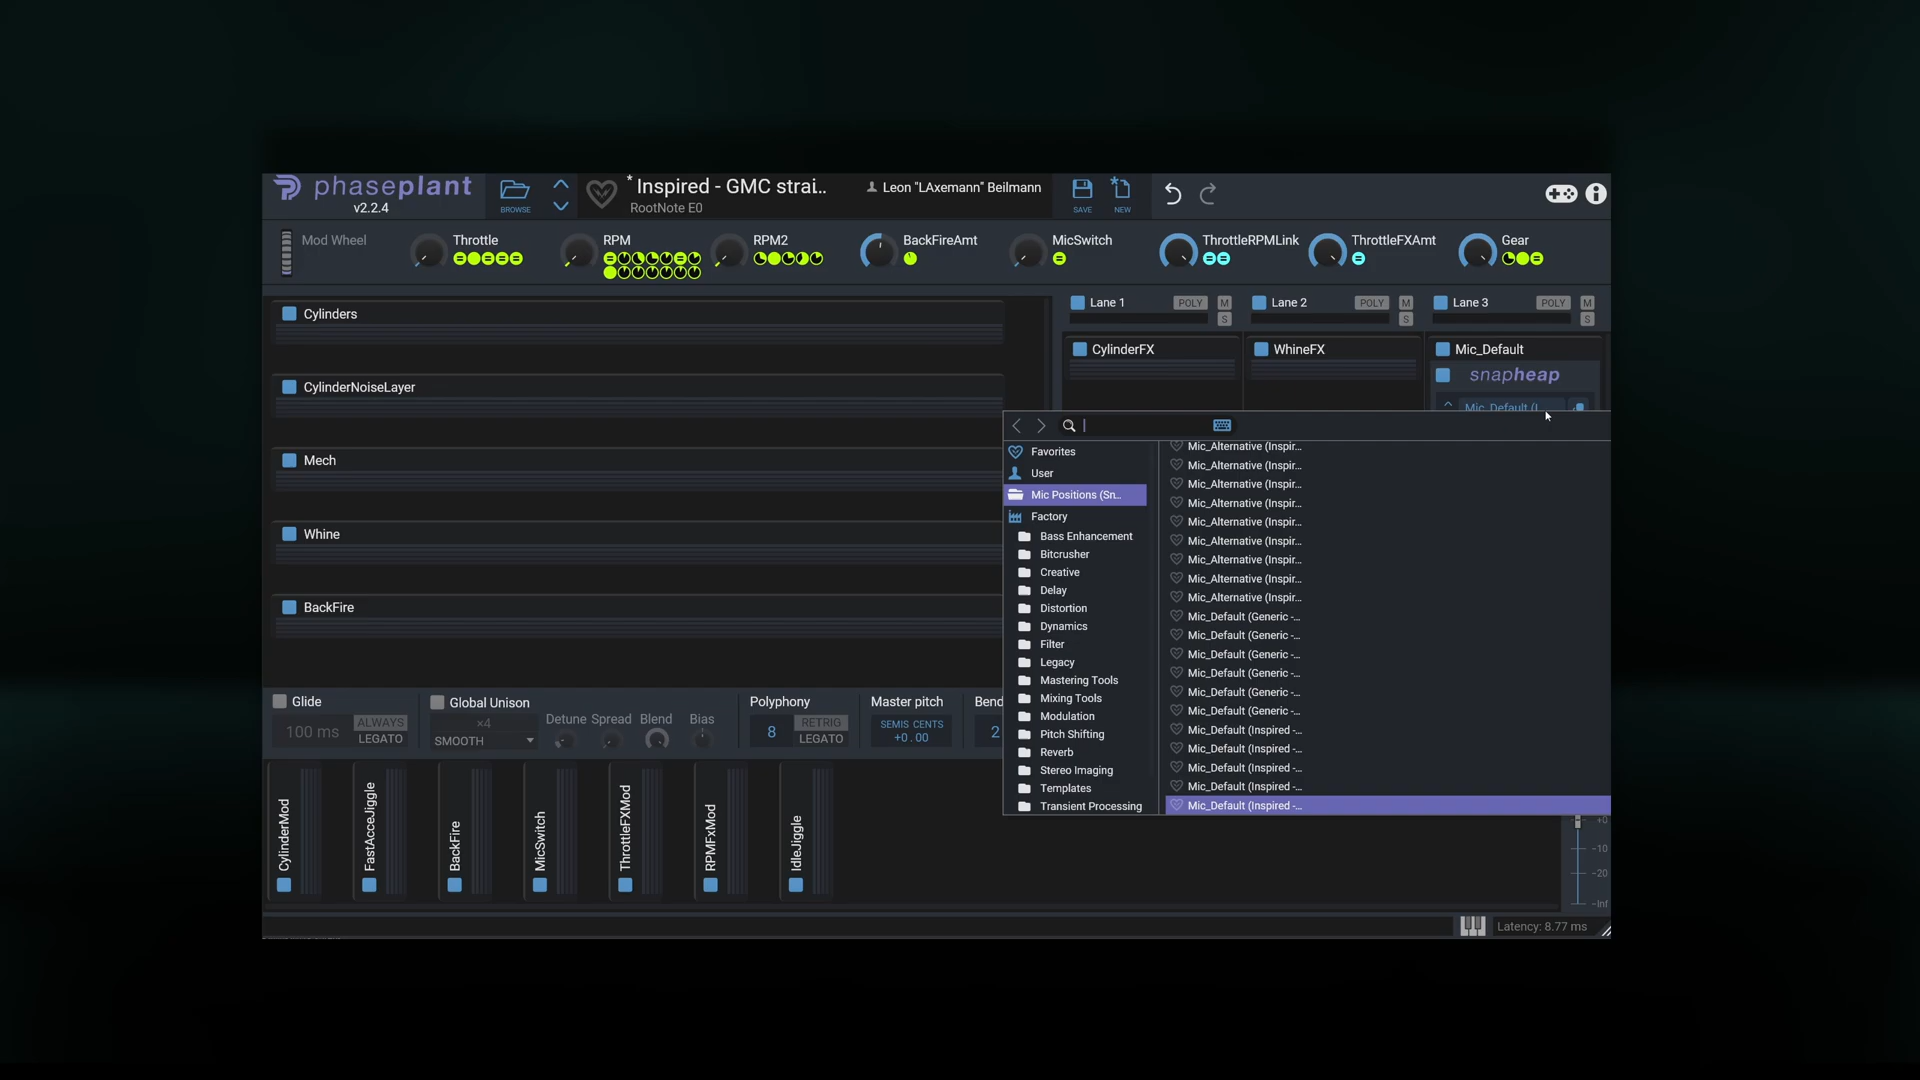 phaseplant
v2.2.4
BROWSE
* Inspired - GMC strai...
RootNote E0
Leon "LAxemann" Beilmann
SAVE
NEW
Mod Wheel
Throttle
RPM
RPM2
BackFireAmt
MicSwitch
ThrottleRPMLink
ThrottleFXAmt
Gear
Cylinders
CylinderNoiseLayer
Mech
Whine
BackFire
Lane 1
POLY
M
S
Lane 2
POLY
M
S
Lane 3
POLY
M
S
CylinderFX
WhineFX
Mic_Default
snapheap
Mic_Default (I...
Favorites
User
Mic Positions (Sn...
Factory
Bass Enhancement
Bitcrusher
Creative
Delay
Distortion
Dynamics
Filter
Legacy
Mastering Tools
Mixing Tools
Modulation
Pitch Shifting
Reverb
Stereo Imaging
Templates
Transient Processing
Mic_Alternative (Inspir...
Mic_Alternative (Inspir...
Mic_Alternative (Inspir...
Mic_Alternative (Inspir...
Mic_Alternative (Inspir...
Mic_Alternative (Inspir...
Mic_Alternative (Inspir...
Mic_Alternative (Inspir...
Mic_Alternative (Inspir...
Mic_Default (Generic -...
Mic_Default (Generic -...
Mic_Default (Generic -...
Mic_Default (Generic -...
Mic_Default (Generic -...
Mic_Default (Generic -...
Mic_Default (Inspired -...
Mic_Default (Inspired -...
Mic_Default (Inspired -...
Mic_Default (Inspired -...
Mic_Default (Inspired -...
Glide
100 ms
ALWAYS
LEGATO
Global Unison
×4
SMOOTH
Detune
Spread
Blend
Bias
Polyphony
8
RETRIG
LEGATO
Master pitch
SEMIS CENTS
+0.00
Bend
2
CylinderMod
FastAcceJiggle
BackFire
MicSwitch
ThrottleFXMod
RPMFxMod
IdleJiggle
+0
-10
-20
-Inf
Latency: 8.77 ms